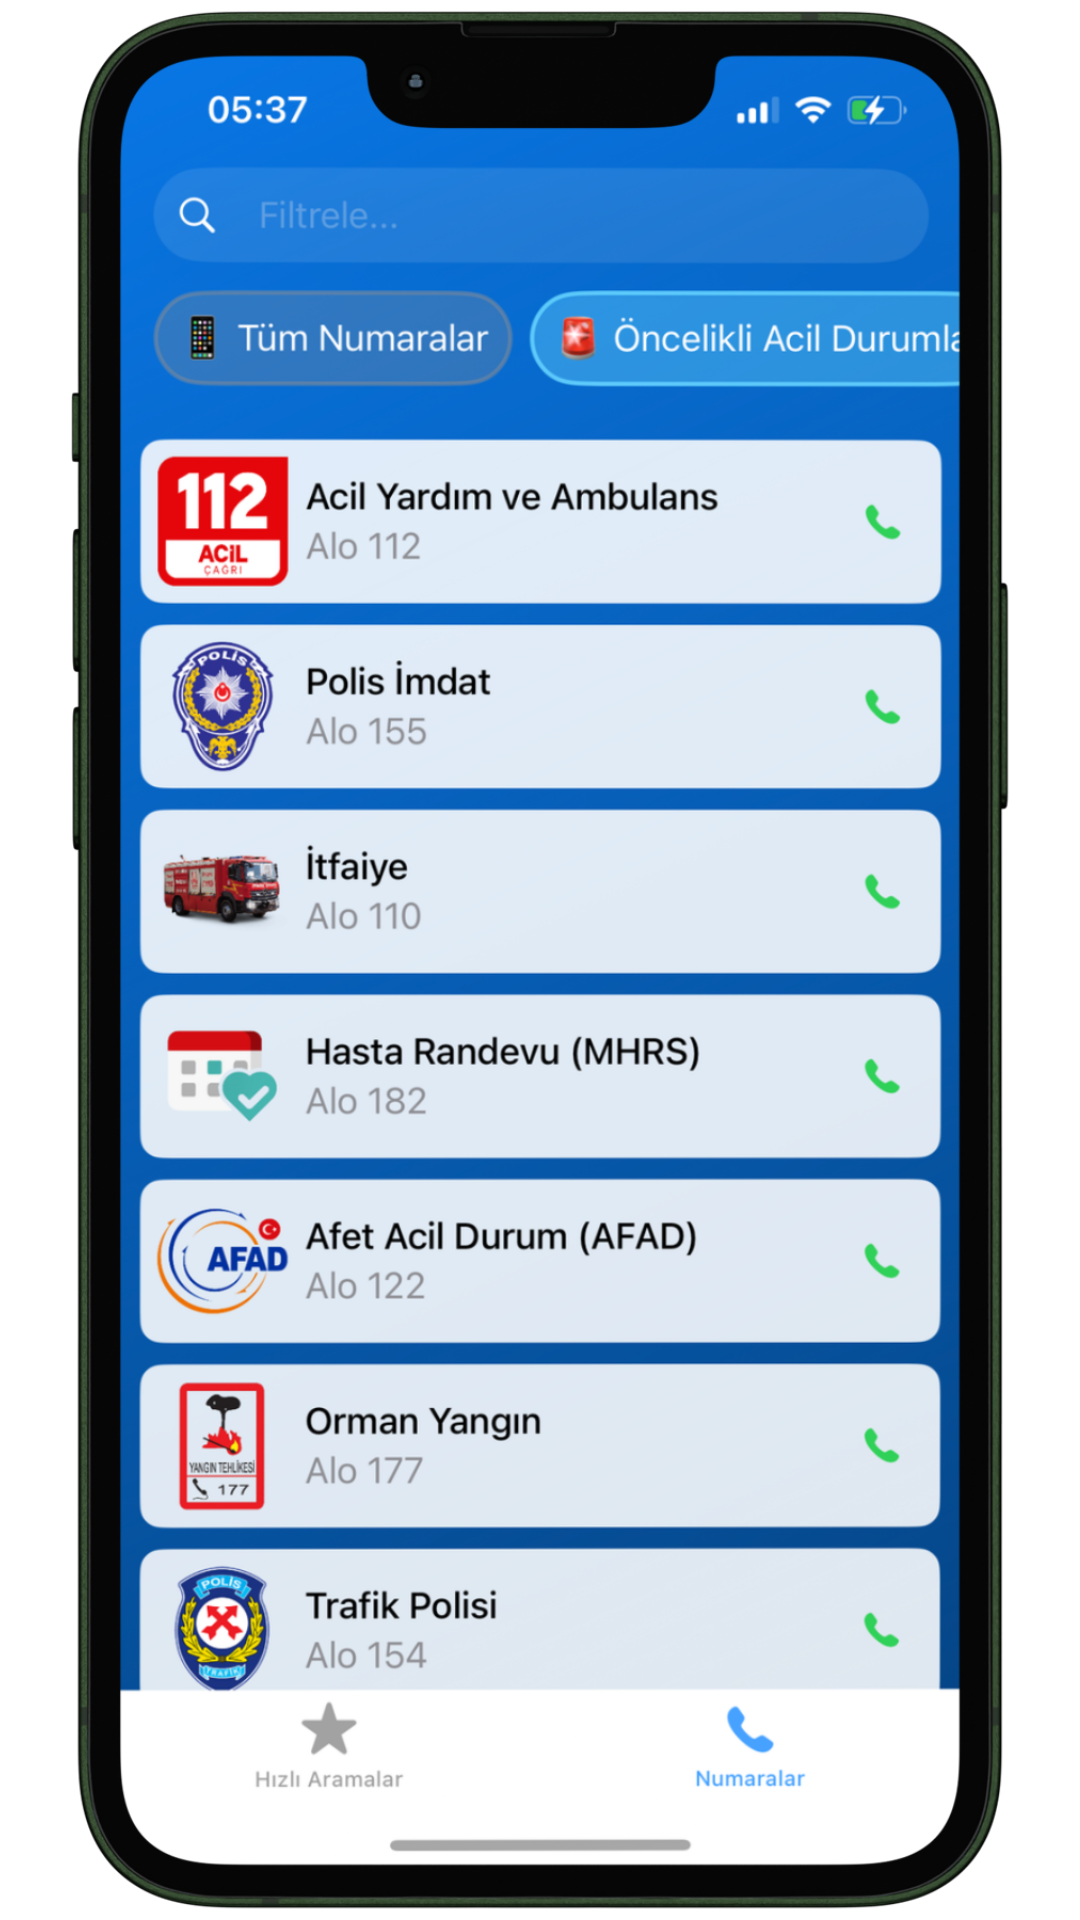 05:37
Filtrele...
Tüm Numaralar
Öncelikli Acil Durumla
112
ACİL
ÇAĞRI
Acil Yardım ve Ambulans
Alo 112
POLİS
Polis İmdat
Alo 155
İtfaiye
Alo 110
Hasta Randevu (MHRS)
Alo 182
AFAD
Afet Acil Durum (AFAD)
Alo 122
YANGIN TEHLİKESİ
177
Orman Yangın
Alo 177
POLİS
TRAFİK
Trafik Polisi
Alo 154
Hızlı Aramalar
Numaralar